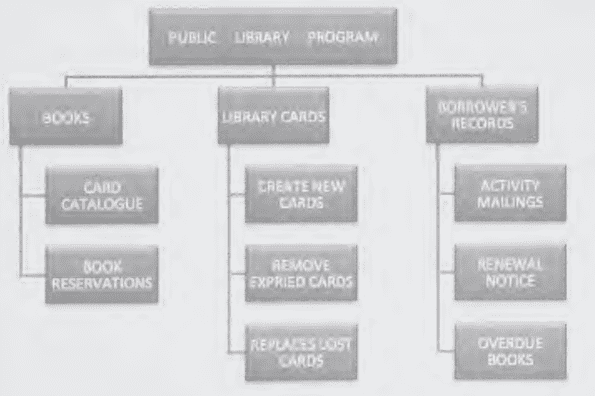 PUBLIC LIBRARY PROGRAM
BOOKS
LIBRARY CARDS
BORROWER'S
RECORDS
CARD
CATALOGUE
BOOK
RESERVATIONS
CREATE NEW
CARDS
REMOVE
EXPRIED CARDS
REPLACES LOST
CARDS
ACTIVITY
MAILINGS
RENEWAL
NOTICE
OVERDUE
BOOKS